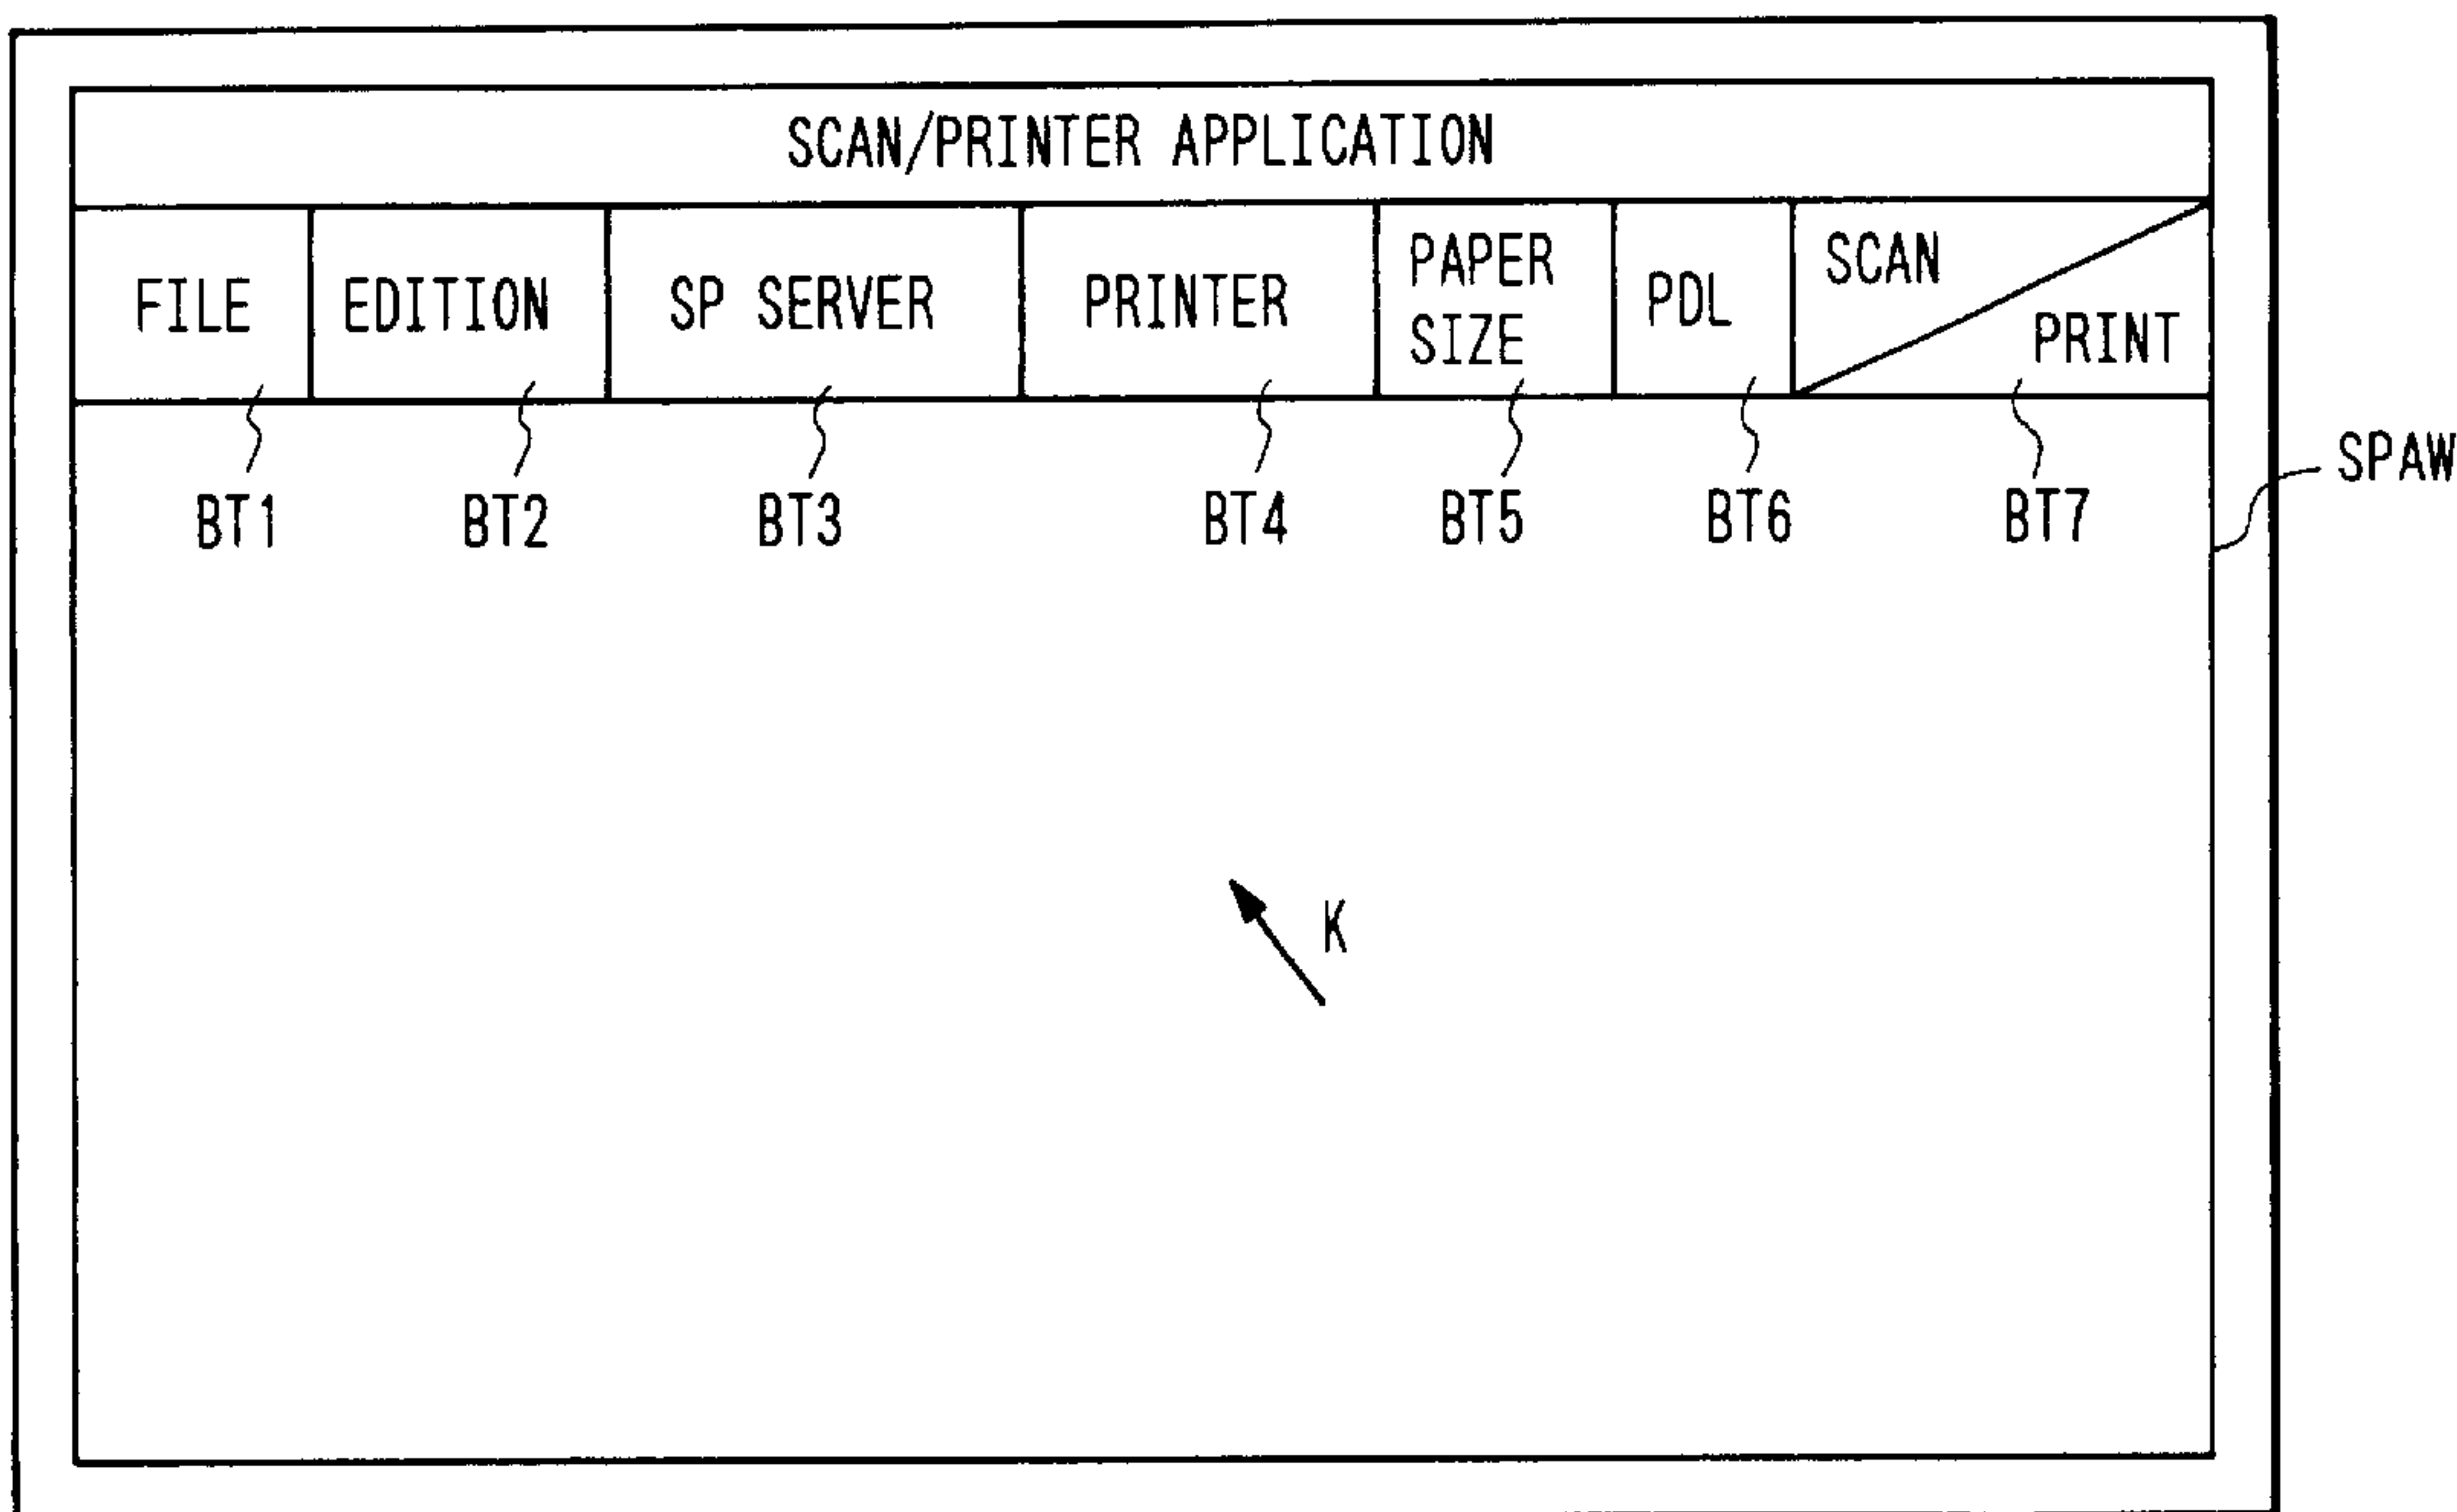 SCAN/PRINTER APPLICATION
FILE
EDITION
SP SERVER
PRINTER
PAPER
SIZE
PDL
SCAN
PRINT
BT1
BT2
BT3
BT4
BT5
BT6
BT7
SPAW
K